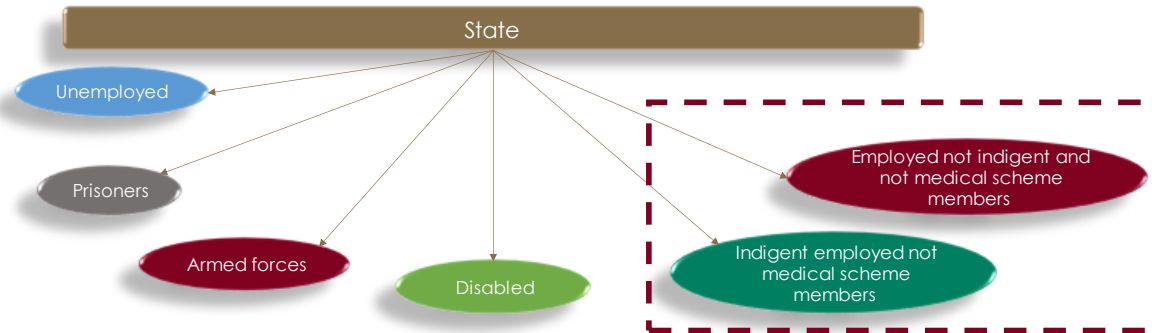 State
Unemployed
Prisoners
Armed forces
Disabled
Employed not indigent and
not medical scheme
members
Indigent employed not
medical scheme
members